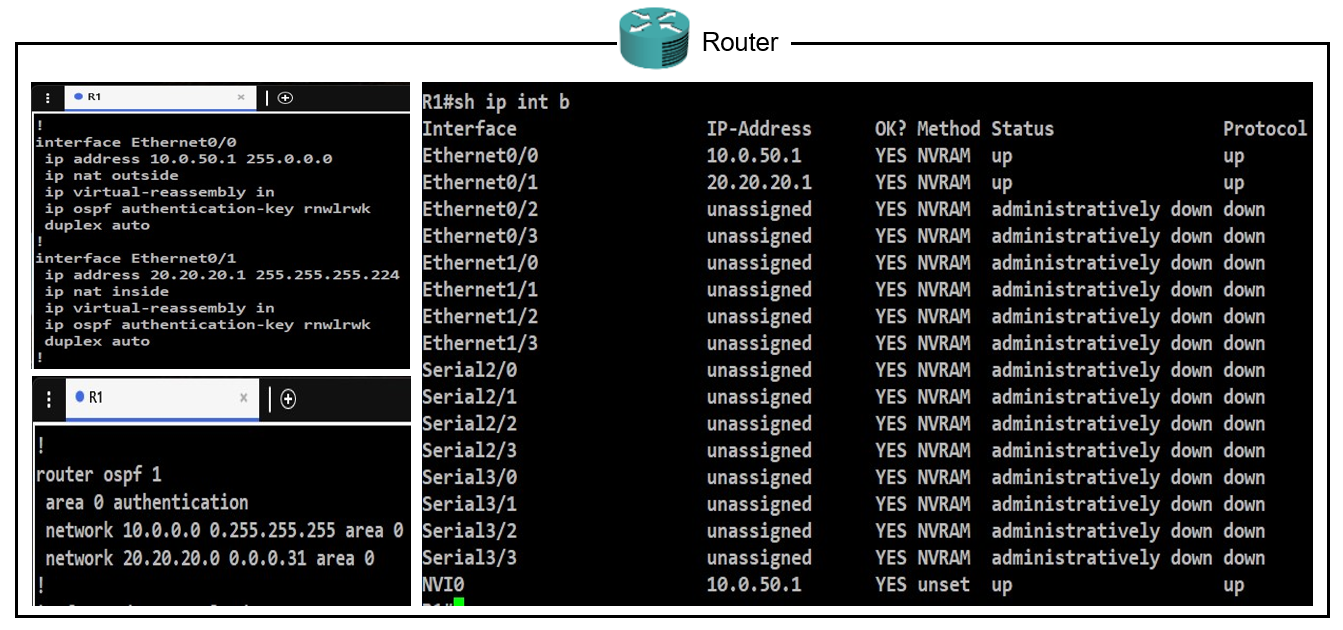 Router
R1
!
interface Ethernet0/0
ip address 10.0.50.1 255.0.0.0
ip nat outside
ip virtual-reassembly in
ip ospf authentication-key rnwlrwk
duplex auto
!
interface Ethernet0/1
ip address 20.20.20.1 255.255.255.224
ip nat inside
ip virtual-reassembly in
ip ospf authentication-key rnwlrwk
duplex auto
!
R1
!
router ospf 1
area 0 authentication
network 10.0.0.0 0.255.255.255 area 0
network 20.20.20.0 0.0.0.31 area 0
!
R1#sh ip int b
Interface IP-Address OK? Method Status Protocol
Ethernet0/0 10.0.50.1 YES NVRAM up up
Ethernet0/1 20.20.20.1 YES NVRAM up up
Ethernet0/2 unassigned YES NVRAM administratively down down
Ethernet0/3 unassigned YES NVRAM administratively down down
Ethernet1/0 unassigned YES NVRAM administratively down down
Ethernet1/1 unassigned YES NVRAM administratively down down
Ethernet1/2 unassigned YES NVRAM administratively down down
Ethernet1/3 unassigned YES NVRAM administratively down down
Serial2/0 unassigned YES NVRAM administratively down down
Serial2/1 unassigned YES NVRAM administratively down down
Serial2/2 unassigned YES NVRAM administratively down down
Serial2/3 unassigned YES NVRAM administratively down down
Serial3/0 unassigned YES NVRAM administratively down down
Serial3/1 unassigned YES NVRAM administratively down down
Serial3/2 unassigned YES NVRAM administratively down down
Serial3/3 unassigned YES NVRAM administratively down down
NVI0 10.0.50.1 YES unset up up
R1#